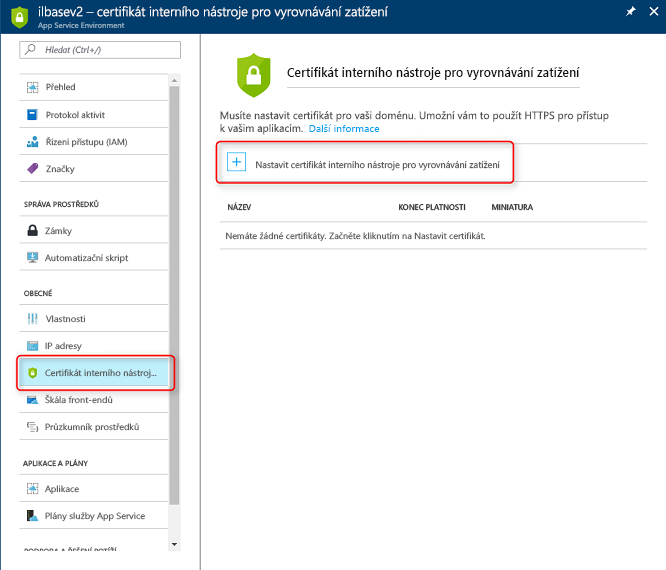 ilbasev2 – certifikát interního nástroje pro vyrovnávání zatížení
App Service Environment
Hledat (Ctrl+/)
Přehled
Protokol aktivit
Řízení přístupu (IAM)
Značky
SPRÁVA PROSTŘEDKŮ
Zámky
Automatizační skript
OBECNÉ
Vlastnosti
IP adresy
Certifikát interního nástroj...
Škála front-endů
Průzkumník prostředků
APLIKACE A PLÁNY
Aplikace
Plány služby App Service
PODPORA A ŘEŠENÍ POTÍŽÍ
Certifikát interního nástroje pro vyrovnávání zatížení
Musíte nastavit certifikát pro vaši doménu. Umožní vám to použít HTTPS pro přístup
k vašim aplikacím. Další informace
Nastavit certifikát interního nástroje pro vyrovnávání zatížení
NÁZEV KONEC PLATNOSTI MINIATURA
Nemáte žádné certifikáty. Začněte kliknutím na Nastavit certifikát.